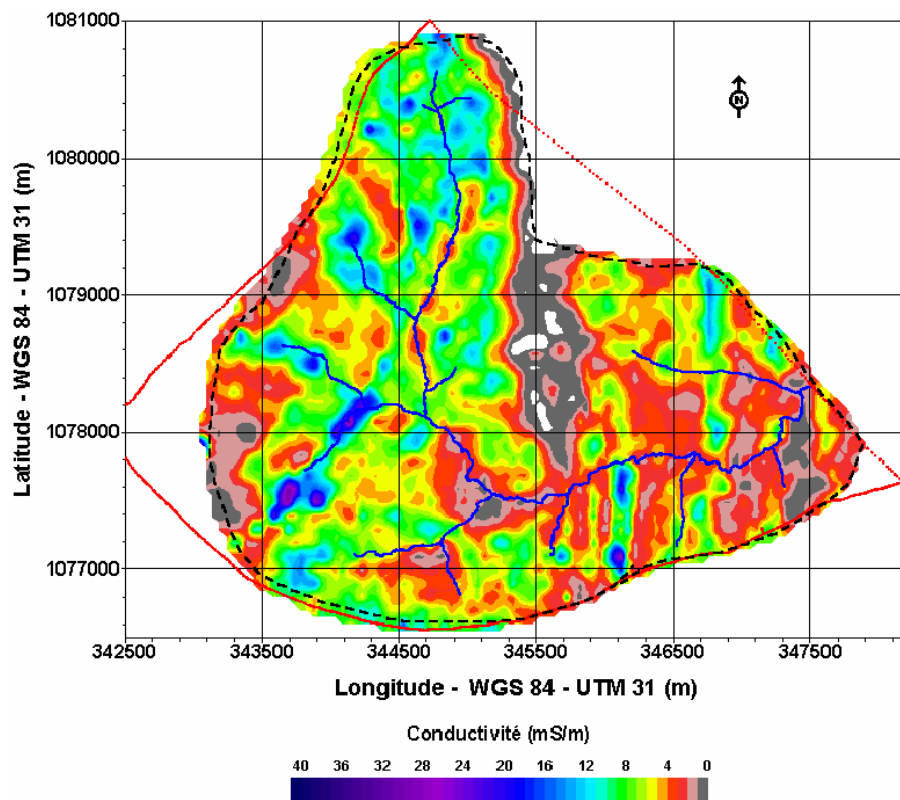 1081000
N
1080000
1079000
1078000
1077000
Latitude - WGS 84 - UTM 31 (m)
342500 343500 344500 345500 346500 347500
Longitude - WGS 84 - UTM 31 (m)
Conductivité (mS/m)
40 36 32 28 24 20 16 12 8 4 0